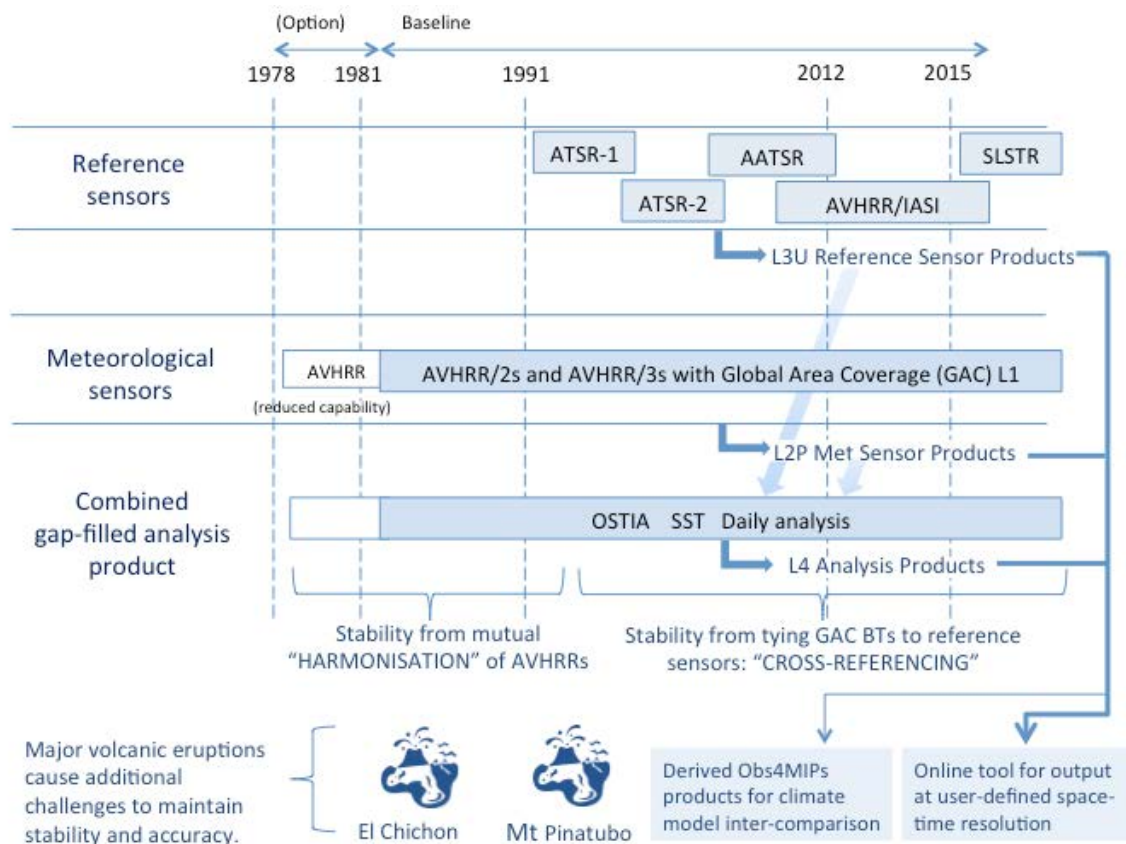 (Option)
Baseline
1978
1981
1991
2012
2015
Reference
sensors
ATSR-1
AATSR
SLSTR
ATSR-2
AVHRR/IASI
L3U Reference Sensor Products
Meteorological
sensors
AVHRR
AVHRR/2s and AVHRR/3s with Global Area Coverage (GAC) L1
(reduced capability)
L2P Met Sensor Products
Combined
gap-filled analysis
product
OSTIA SST Daily analysis
L4 Analysis Products
Stability from mutual
“HARMONISATION” of AVHRRs
Stability from tying GAC BTs to reference
sensors: “CROSS-REFERENCING”
Major volcanic eruptions
cause additional
challenges to maintain
stability and accuracy.
El Chichon
Mt Pinatubo
Derived Obs4MIPs
products for climate
model inter-comparison
Online tool for output
at user-defined space-
time resolution